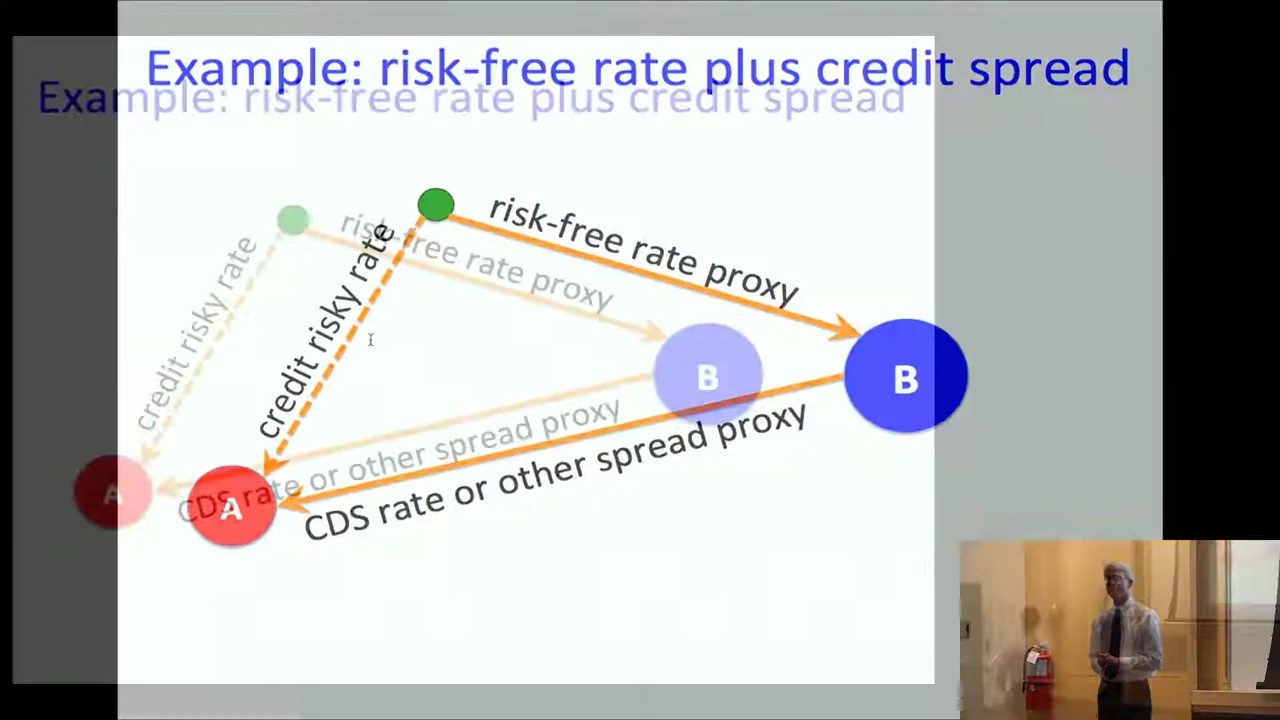 Example: risk-free rate plus credit spread
Example: risk-free rate plus credit spread
risk-free rate proxy
risk-free rate proxy
credit risky rate
credit risky rate
B
B
CDS rate or other spread proxy
CDS rate or other spread proxy
A
A